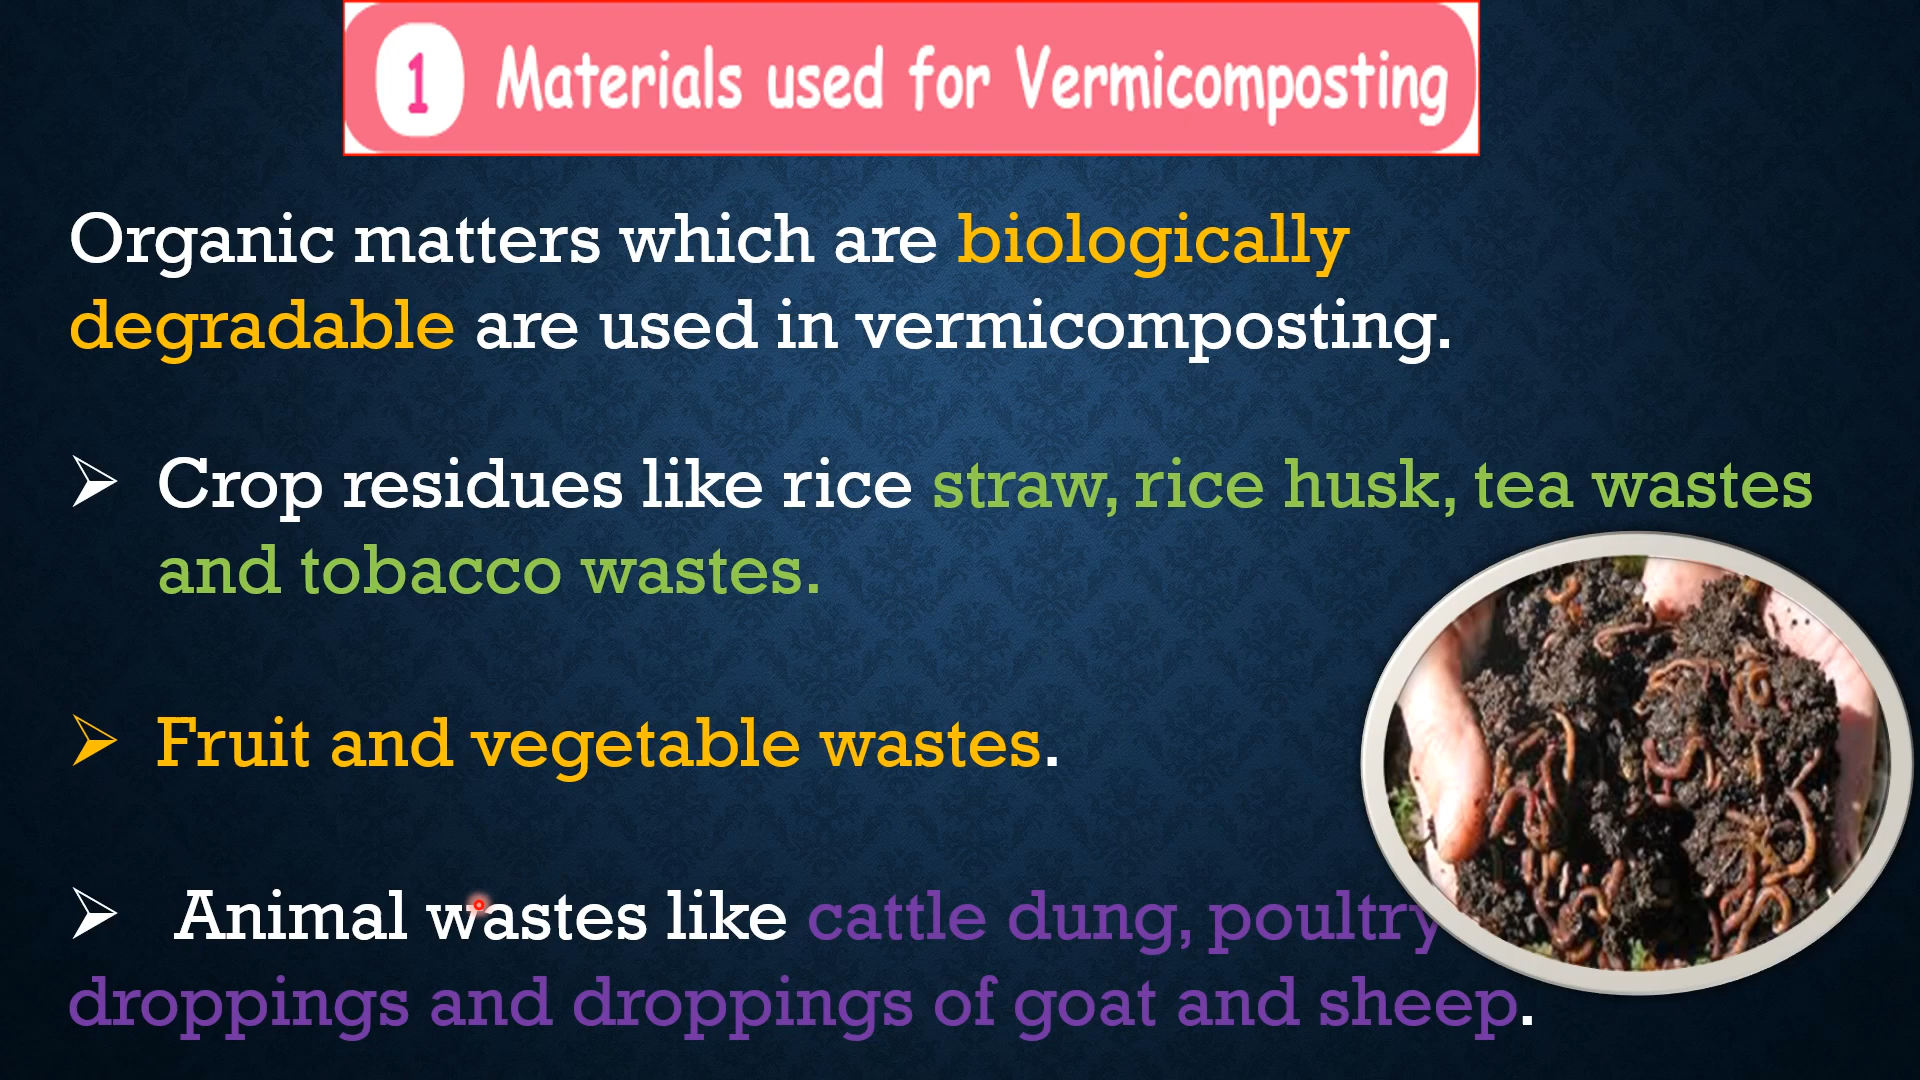 1 Materials used for Vermicomposting
Organic matters which are biologically
degradable are used in vermicomposting.
➢ Crop residues like rice straw, rice husk, tea wastes
and tobacco wastes.
➢ Fruit and vegetable wastes.
➢ Animal wastes like cattle dung, poultry
droppings and droppings of goat and sheep.